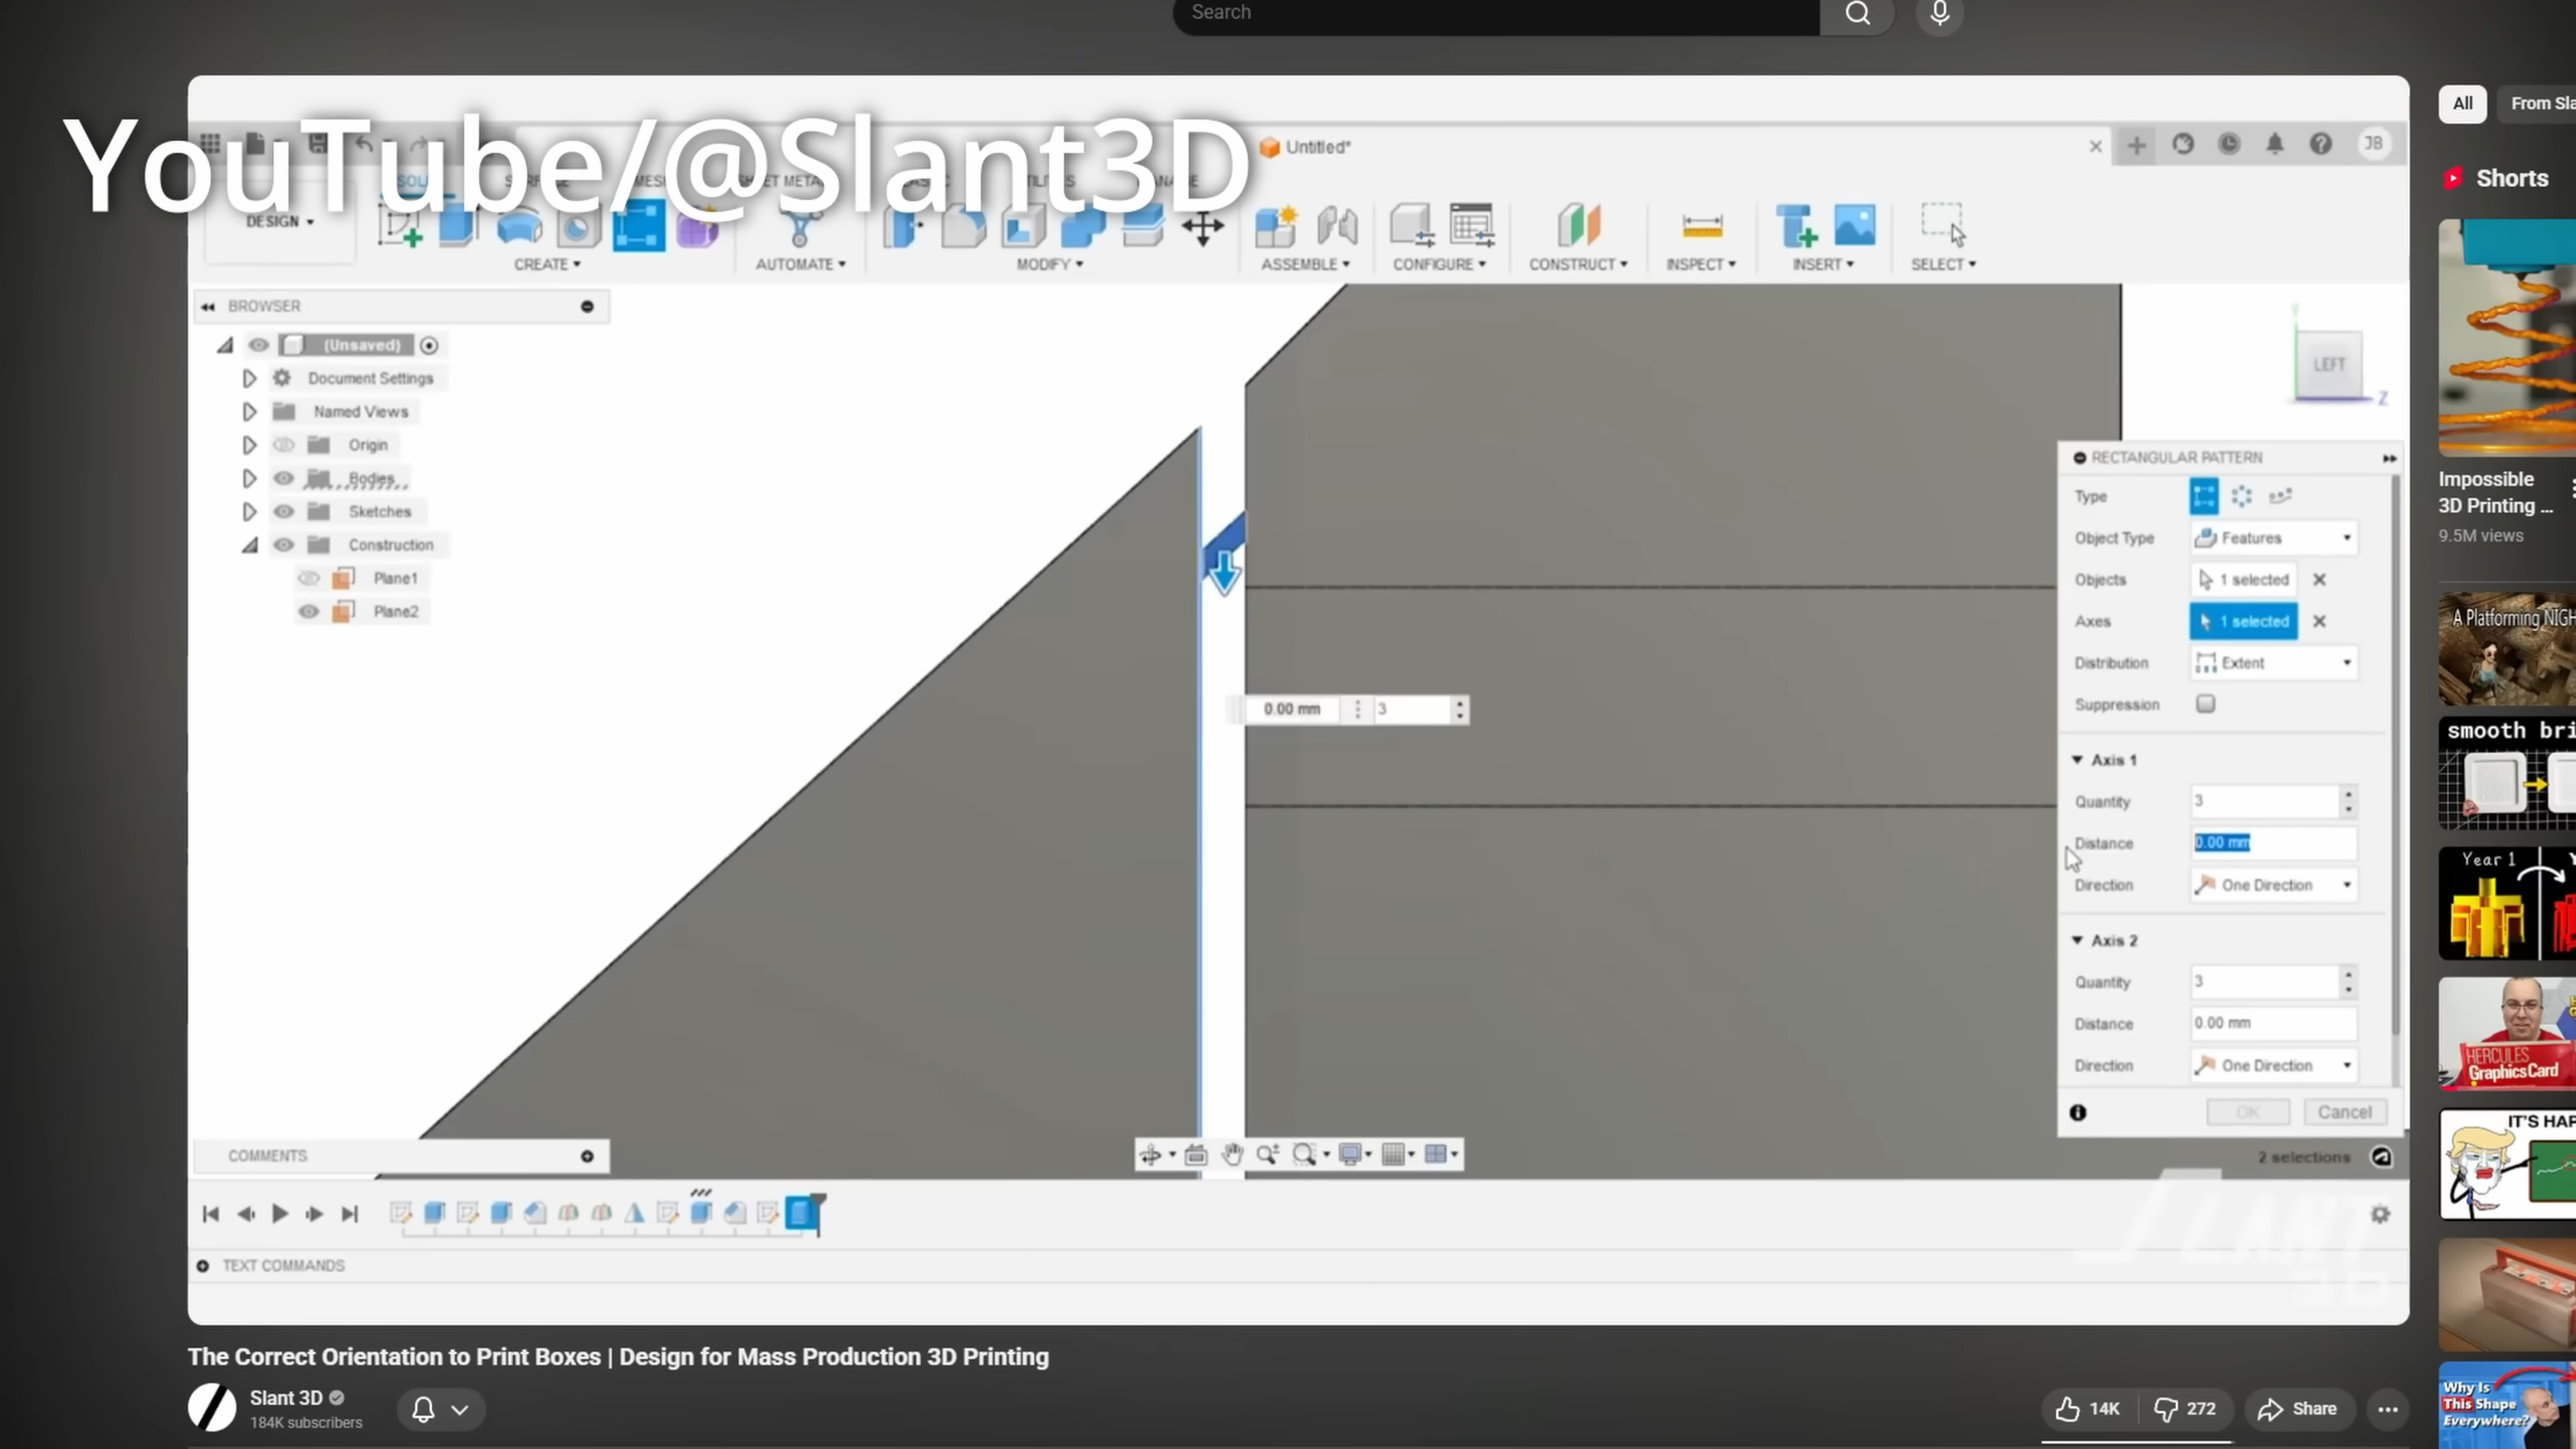 Search
YouTube/@Slant3D
Untitled*
JB
DESIGN
CREATE
AUTOMATE
MODIFY
ASSEMBLE
CONFIGURE
CONSTRUCT
INSPECT
INSERT
SELECT
BROWSER
(Unsaved)
Document Settings
Named Views
Origin
Bodies
Sketches
Construction
Plane1
Plane2
LEFT
Z
0.00 mm
3
RECTANGULAR PATTERN
Type
Object Type Features
Objects 1 selected
Axes 1 selected
Distribution Extent
Suppression
Axis 1
Quantity 3
Distance 0.00 mm
Direction One Direction
Axis 2
Quantity 3
Distance 0.00 mm
Direction One Direction
OK Cancel
2 selections
COMMENTS
TEXT COMMANDS
SLANT
3D
The Correct Orientation to Print Boxes | Design for Mass Production 3D Printing
Slant 3D
184K subscribers
14K
272
Share
All
From Sla
Shorts
Impossible
3D Printing ...
9.5M views
A Platforming NIGH
smooth bri
Year 1
HERCULES
Graphics Card
IT'S HAP
Why Is
This Shape
Everywhere?